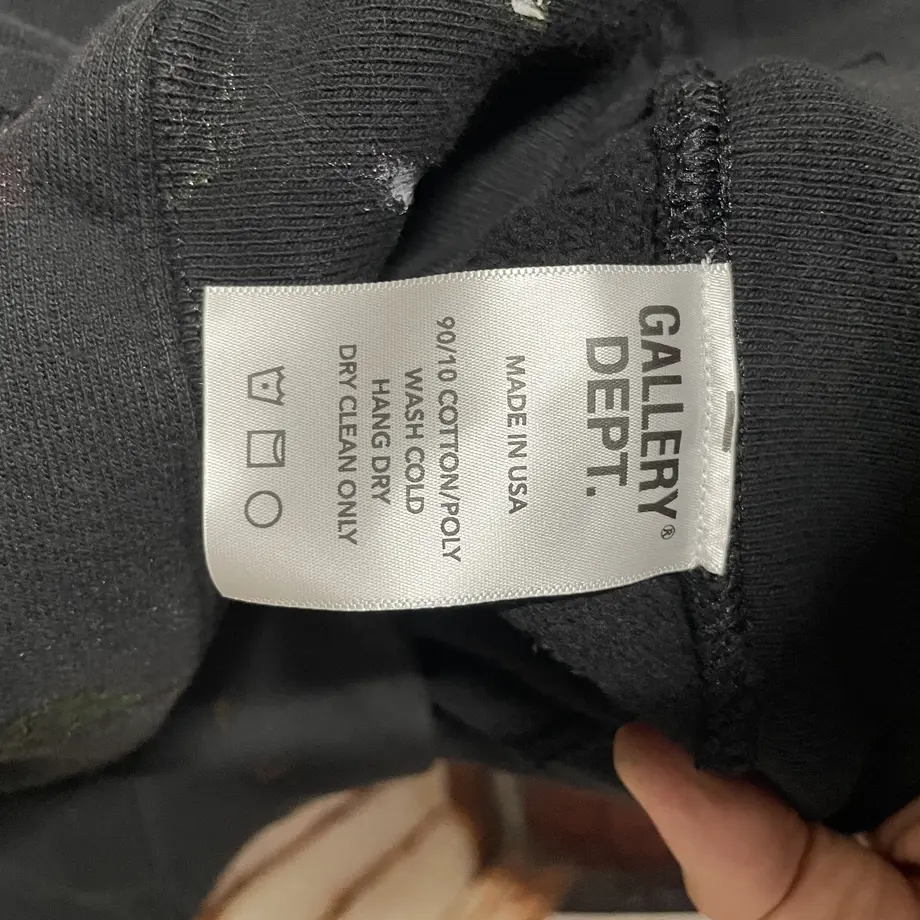 GALLERY
DEPT.®
MADE IN USA
90/10 COTTON/POLY
WASH COLD
HANG DRY
DRY CLEAN ONLY